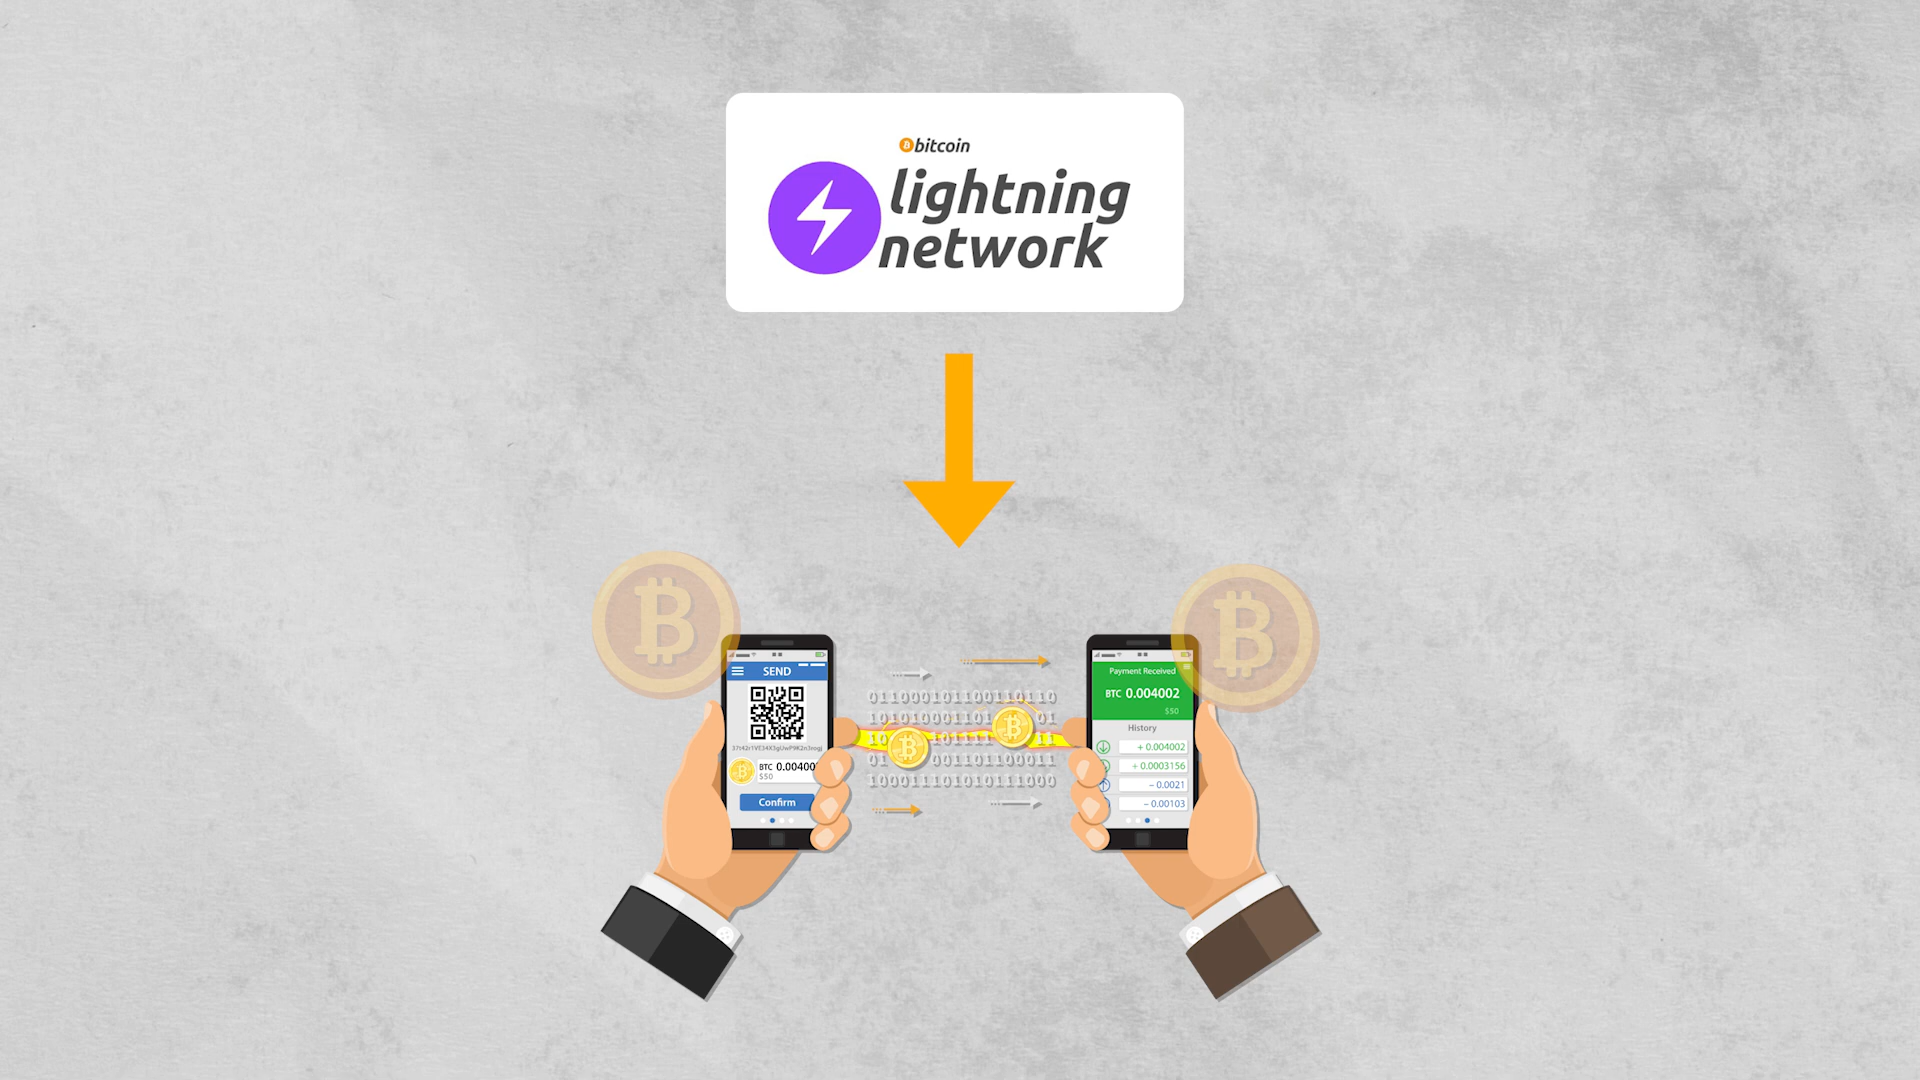 bitcoin
lightning
network
SEND
BTC 0.00400
$50
Confirm
Payment Received
BTC 0.004002
$50
History
+ 0.004002
+ 0.0003156
− 0.0021
− 0.00103